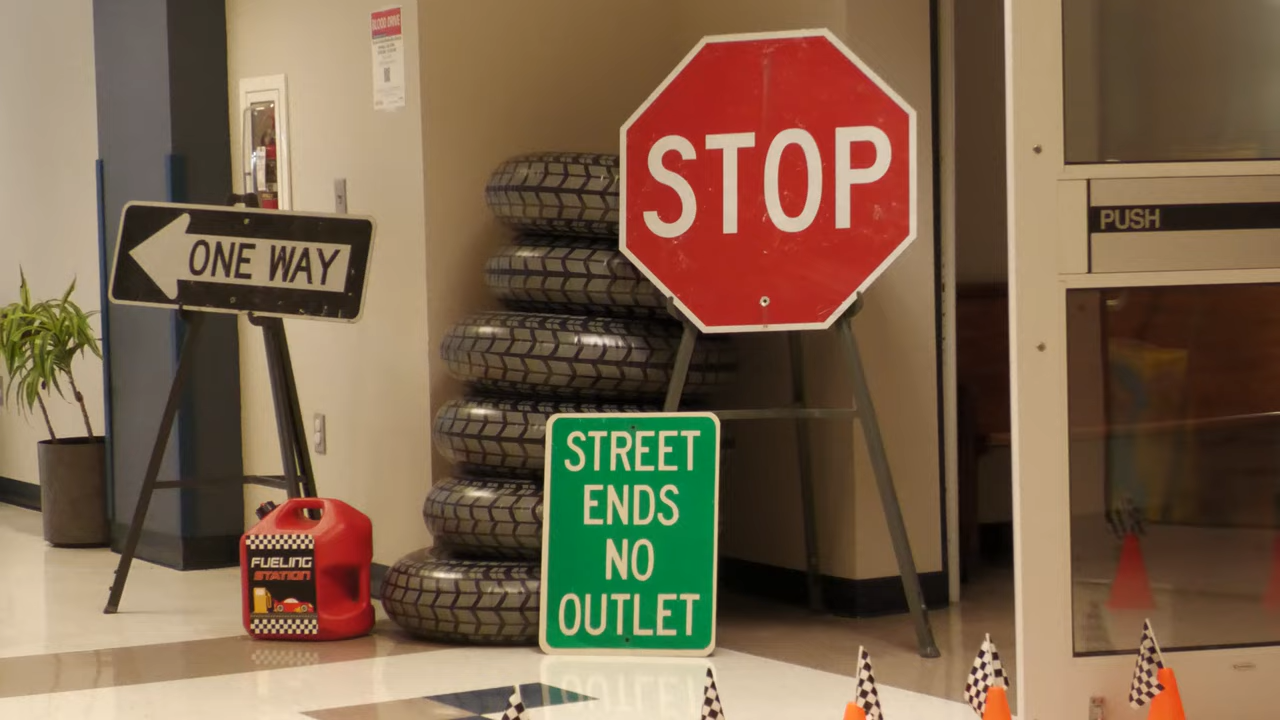 BLOOD DRIVE
STOP
ONE WAY
PUSH
STREET
ENDS
NO
OUTLET
FUELING
STATION